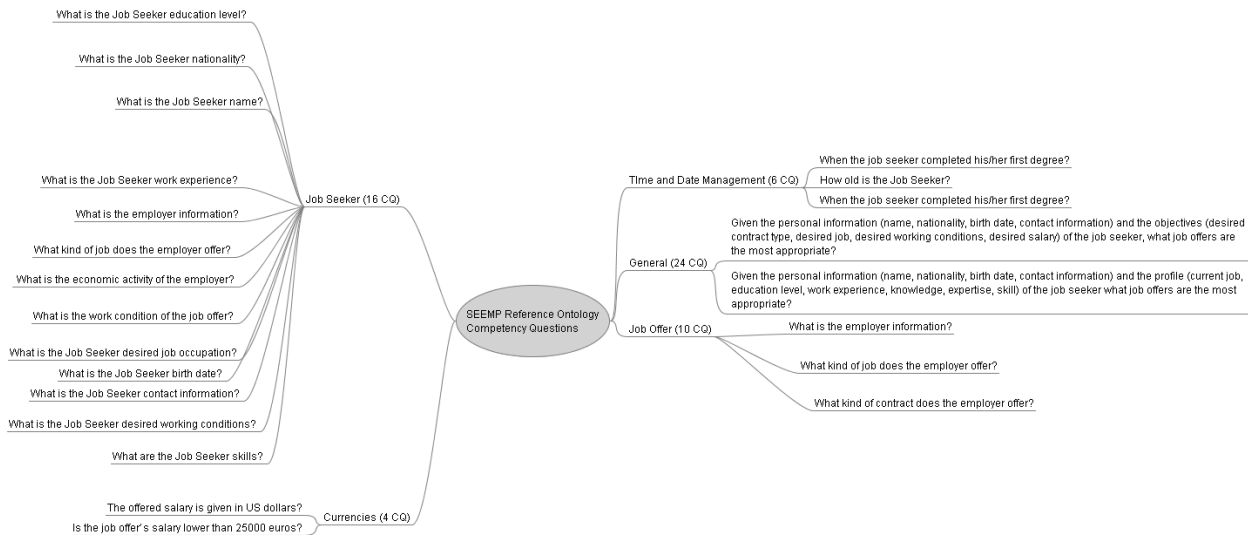 What is the Job Seeker education level?
What is the Job Seeker nationality?
What is the Job Seeker name?
What is the Job Seeker work experience?
What is the employer information?
What kind of job does the employer offer?
What is the economic activity of the employer?
What is the work condition of the job offer?
What is the Job Seeker desired job occupation?
What is the Job Seeker birth date?
What is the Job Seeker contact information?
What is the Job Seeker desired working conditions?
What are the Job Seeker skills?
Job Seeker (16 CQ)
The offered salary is given in US dollars?
Is the job offer's salary lower than 25000 euros?
Currencies (4 CQ)
SEEMP Reference Ontology
Competency Questions
TIme and Date Management (6 CQ)
When the job seeker completed his/her first degree?
How old is the Job Seeker?
When the job seeker completed his/her first degree?
General (24 CQ)
Given the personal information (name, nationality, birth date, contact information) and the objectives (desired
contract type, desired job, desired working conditions, desired salary) of the job seeker, what job offers are
the most appropriate?
Given the personal information (name, nationality, birth date, contact information) and the profile (current job,
education level, work experience, knowledge, expertise, skill) of the job seeker what job offers are the most
appropriate?
Job Offer (10 CQ)
What is the employer information?
What kind of job does the employer offer?
What kind of contract does the employer offer?